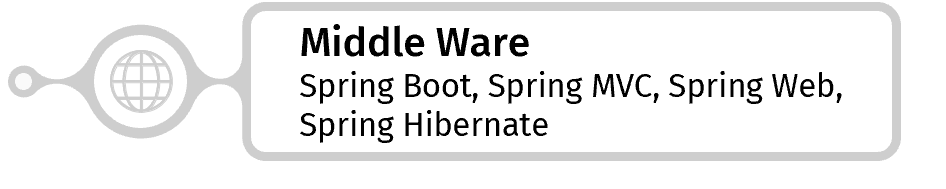 Middle Ware
Spring Boot, Spring MVC, Spring Web,
Spring Hibernate